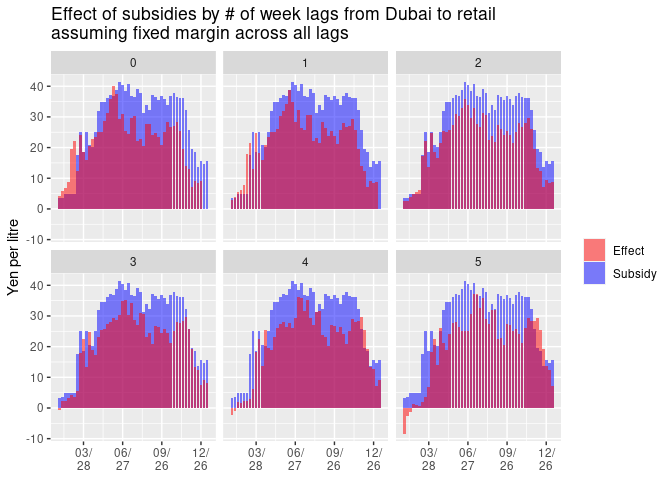 Effect of subsidies by # of week lags from Dubai to retail
assuming fixed margin across all lags
0 1 2
40
30
20
10
0
-10
3 4 5
40
30
20
10
0
-10
Yen per litre
03/ 06/ 09/ 12/ 03/ 06/ 09/ 12/ 03/ 06/ 09/ 12/
28 27 26 26 28 27 26 26 28 27 26 26
Effect
Subsidy